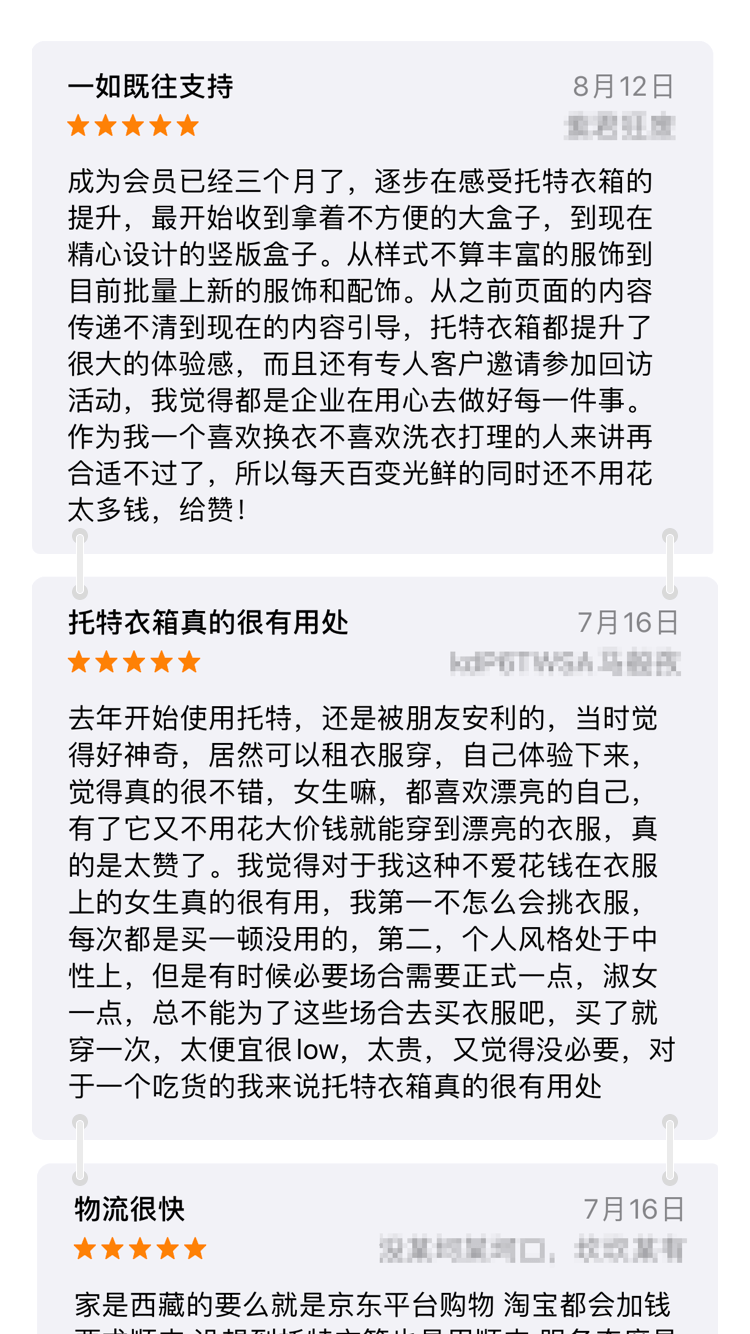 一如既往支持
8月12日
成为会员已经三个月了，逐步在感受托特衣箱的
提升，最开始收到拿着不方便的大盒子，到现在
精心设计的竖版盒子。从样式不算丰富的服饰到
目前批量上新的服饰和配饰。从之前页面的内容
传递不清到现在的内容引导，托特衣箱都提升了
很大的体验感，而且还有专人客户邀请参加回访
活动，我觉得都是企业在用心去做好每一件事。
作为我一个喜欢换衣不喜欢洗衣打理的人来讲再
合适不过了，所以每天百变光鲜的同时还不用花
太多钱，给赞！
托特衣箱真的很有用处
7月16日
去年开始使用托特，还是被朋友安利的，当时觉
得好神奇，居然可以租衣服穿，自己体验下来，
觉得真的很不错，女生嘛，都喜欢漂亮的自己，
有了它又不用花大价钱就能穿到漂亮的衣服，真
的是太赞了。我觉得对于我这种不爱花钱在衣服
上的女生真的很有用，我第一不怎么会挑衣服，
每次都是买一顿没用的，第二，个人风格处于中
性上，但是有时候必要场合需要正式一点，淑女
一点，总不能为了这些场合去买衣服吧，买了就
穿一次，太便宜很low，太贵，又觉得没必要，对
于一个吃货的我来说托特衣箱真的很有用处
物流很快
7月16日
家是西藏的要么就是京东平台购物 淘宝都会加钱